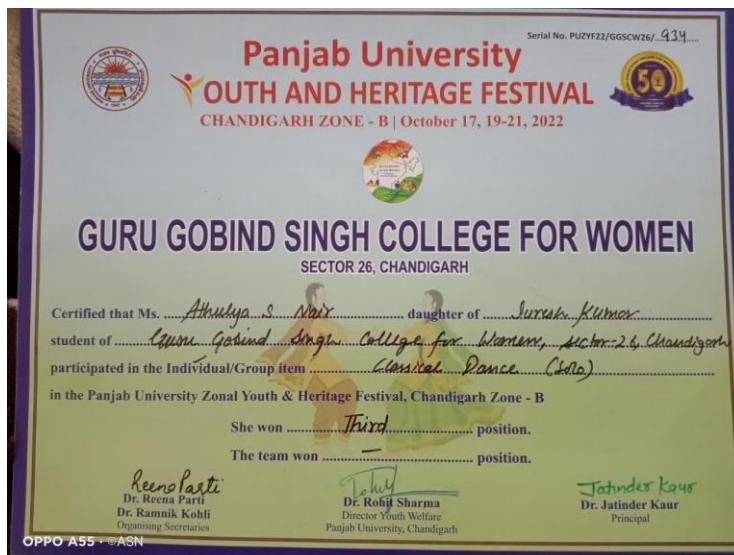 Serial No. PUZYF22/GGSCW26/ 934
Panjab University
YOUTH AND HERITAGE FESTIVAL
CHANDIGARH ZONE - B | October 17, 19-21, 2022
50
GURU GOBIND SINGH COLLEGE FOR WOMEN
SECTOR 26, CHANDIGARH
Certified that Ms. Athulya S Nair daughter of Suresh Kumar
student of Guru Gobind Singh College for Women, sector-26, Chandigarh
participated in the Individual/Group item Classical Dance (Solo)
in the Panjab University Zonal Youth & Heritage Festival, Chandigarh Zone - B
She won Third position.
The team won — position.
Reena Parti
Dr. Reena Parti
Dr. Ramnik Kohli
Organising Secretaries
Dr. Rohit Sharma
Director Youth Welfare
Panjab University, Chandigarh
Jatinder Kaur
Dr. Jatinder Kaur
Principal
OPPO A55 · ©ASN